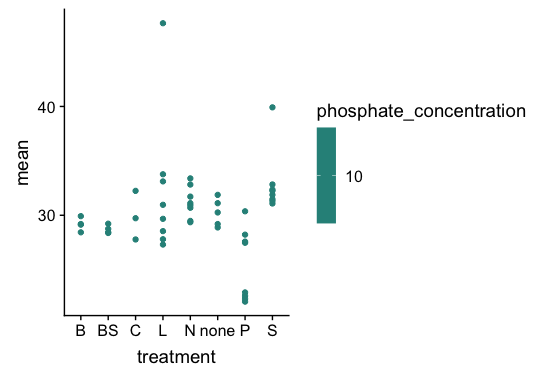 mean
40
30
B BS C L N none P S
treatment
phosphate_concentration
10